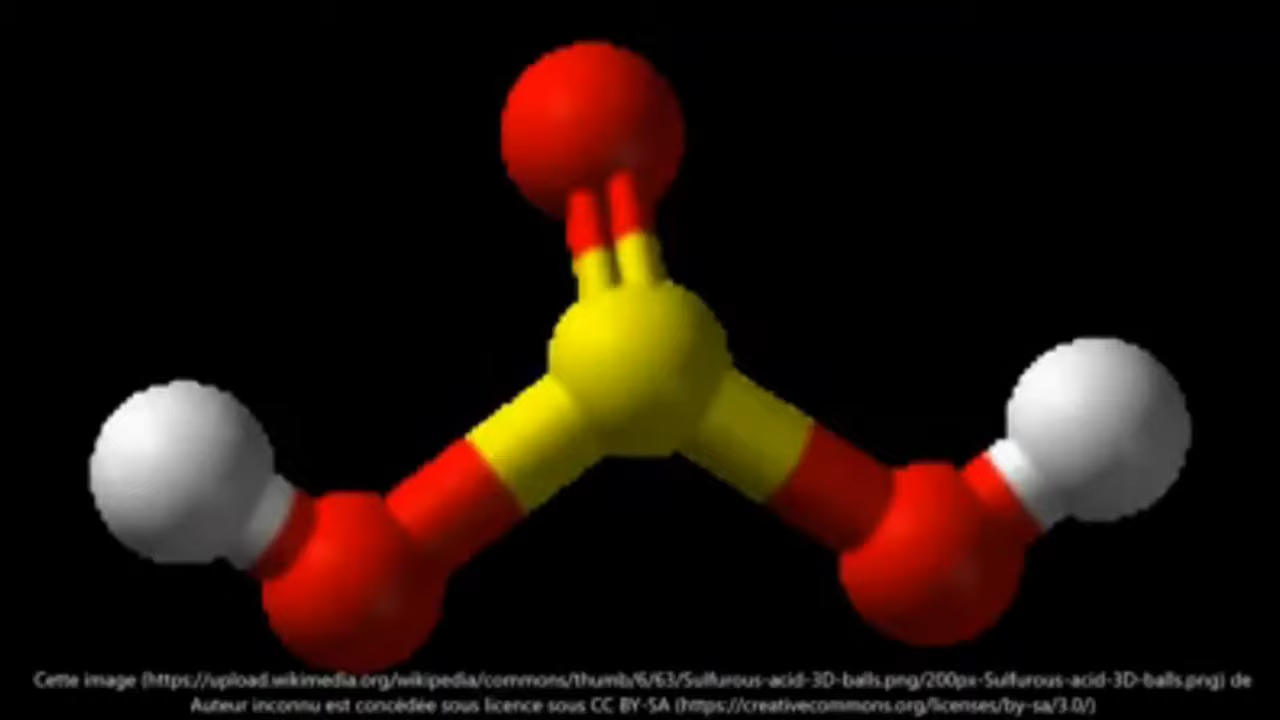 Cette image (https://upload.wikimedia.org/wikipedia/commons/thumb/6/63/Sulfurous-acid-3D-balls.png/200px-Sulfurous-acid-3D-balls.png) de
Auteur inconnu est concédée sous licence sous CC BY-SA (https://creativecommons.org/licenses/by-sa/3.0/)